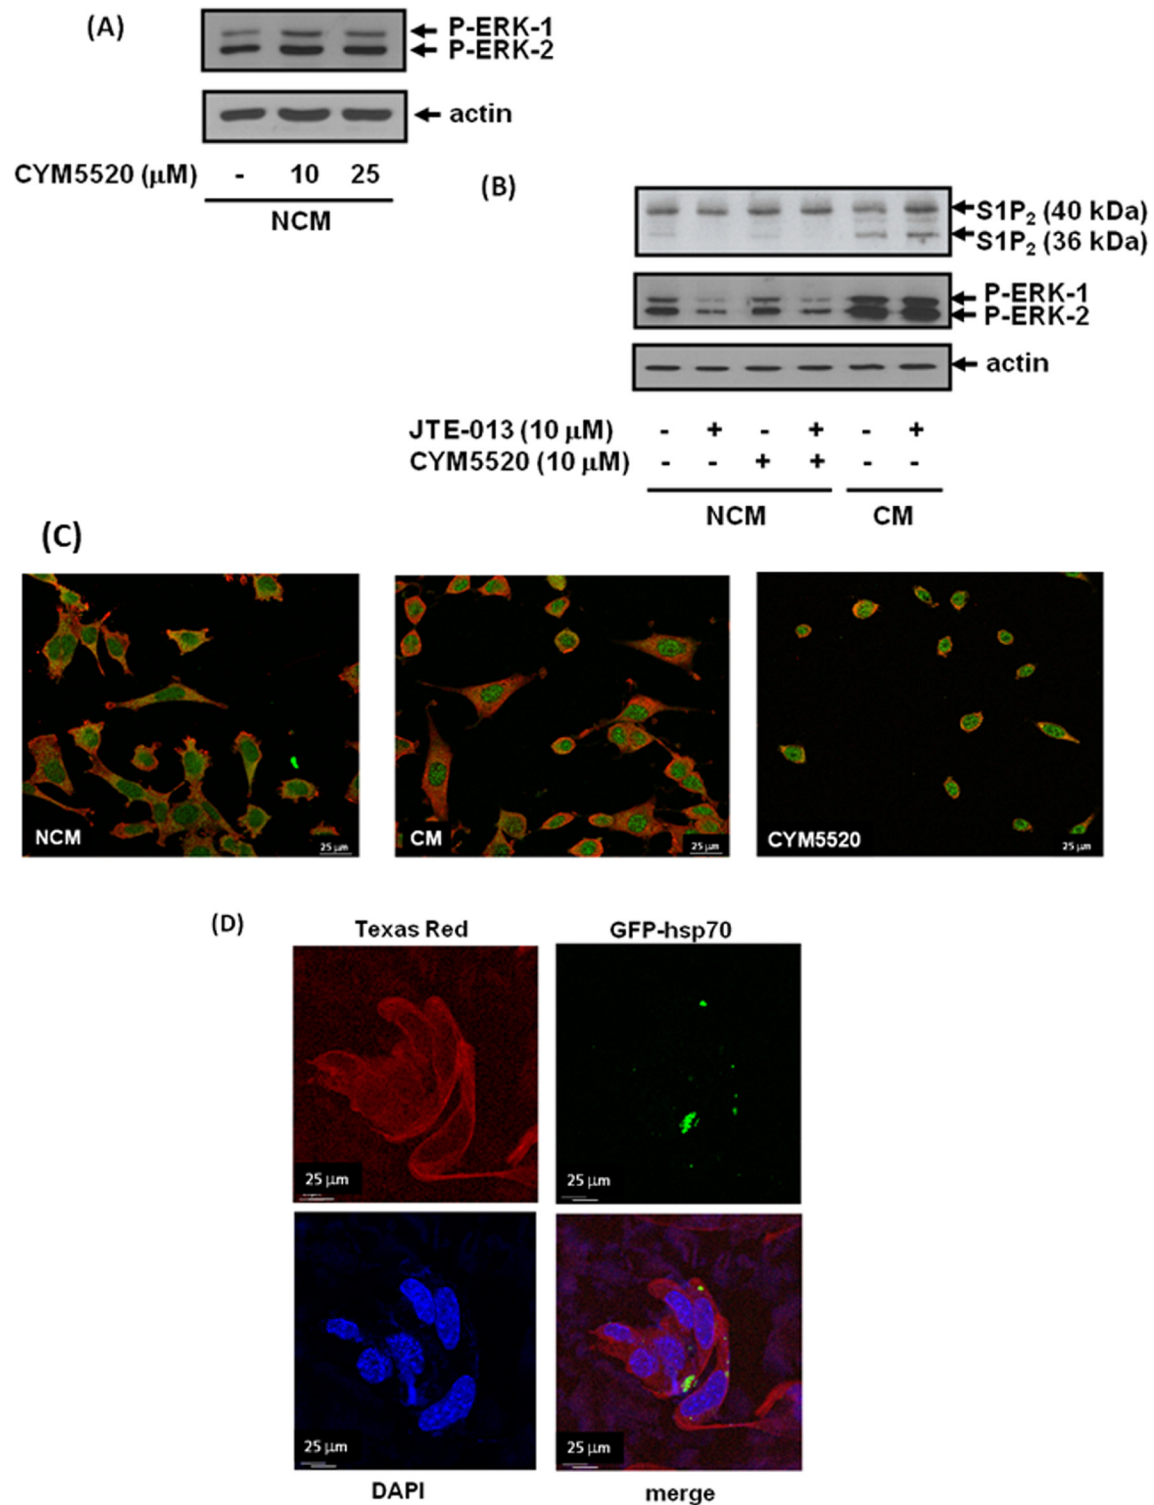 (A)
P-ERK-1
P-ERK-2
actin
CYM5520 (μM) - 10 25
NCM
(B)
S1P₂ (40 kDa)
S1P₂ (36 kDa)
P-ERK-1
P-ERK-2
actin
JTE-013 (10 μM) - + - + - +
CYM5520 (10 μM) - - + + - -
NCM CM
(C)
NCM 25 μm
CM 25 μm
CYM5520 25 μm
(D)
Texas Red GFP-hsp70
25 μm 25 μm
25 μm 25 μm
DAPI merge